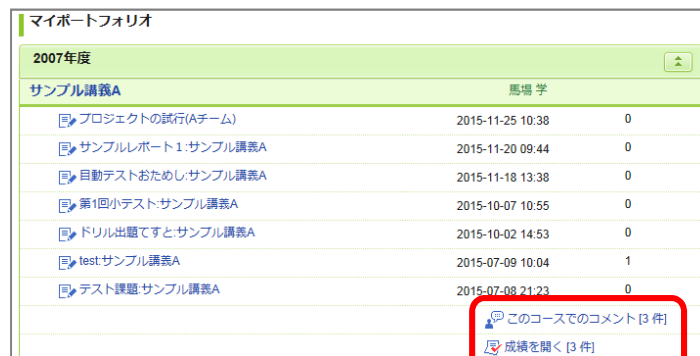 マイポートフォリオ
2007年度
サンプル講義A 馬場 学
プロジェクトの試行(Aチーム) 2015-11-25 10:38 0
サンプルレポート1:サンプル講義A 2015-11-20 09:44 0
自動テストおためし:サンプル講義A 2015-11-18 13:38 0
第1回小テスト:サンプル講義A 2015-10-07 10:55 0
ドリル出題てすと:サンプル講義A 2015-10-02 14:53 0
test:サンプル講義A 2015-07-09 10:04 1
テスト課題:サンプル講義A 2015-07-08 21:23 0
このコースでのコメント [3 件]
成績を開く [3 件]